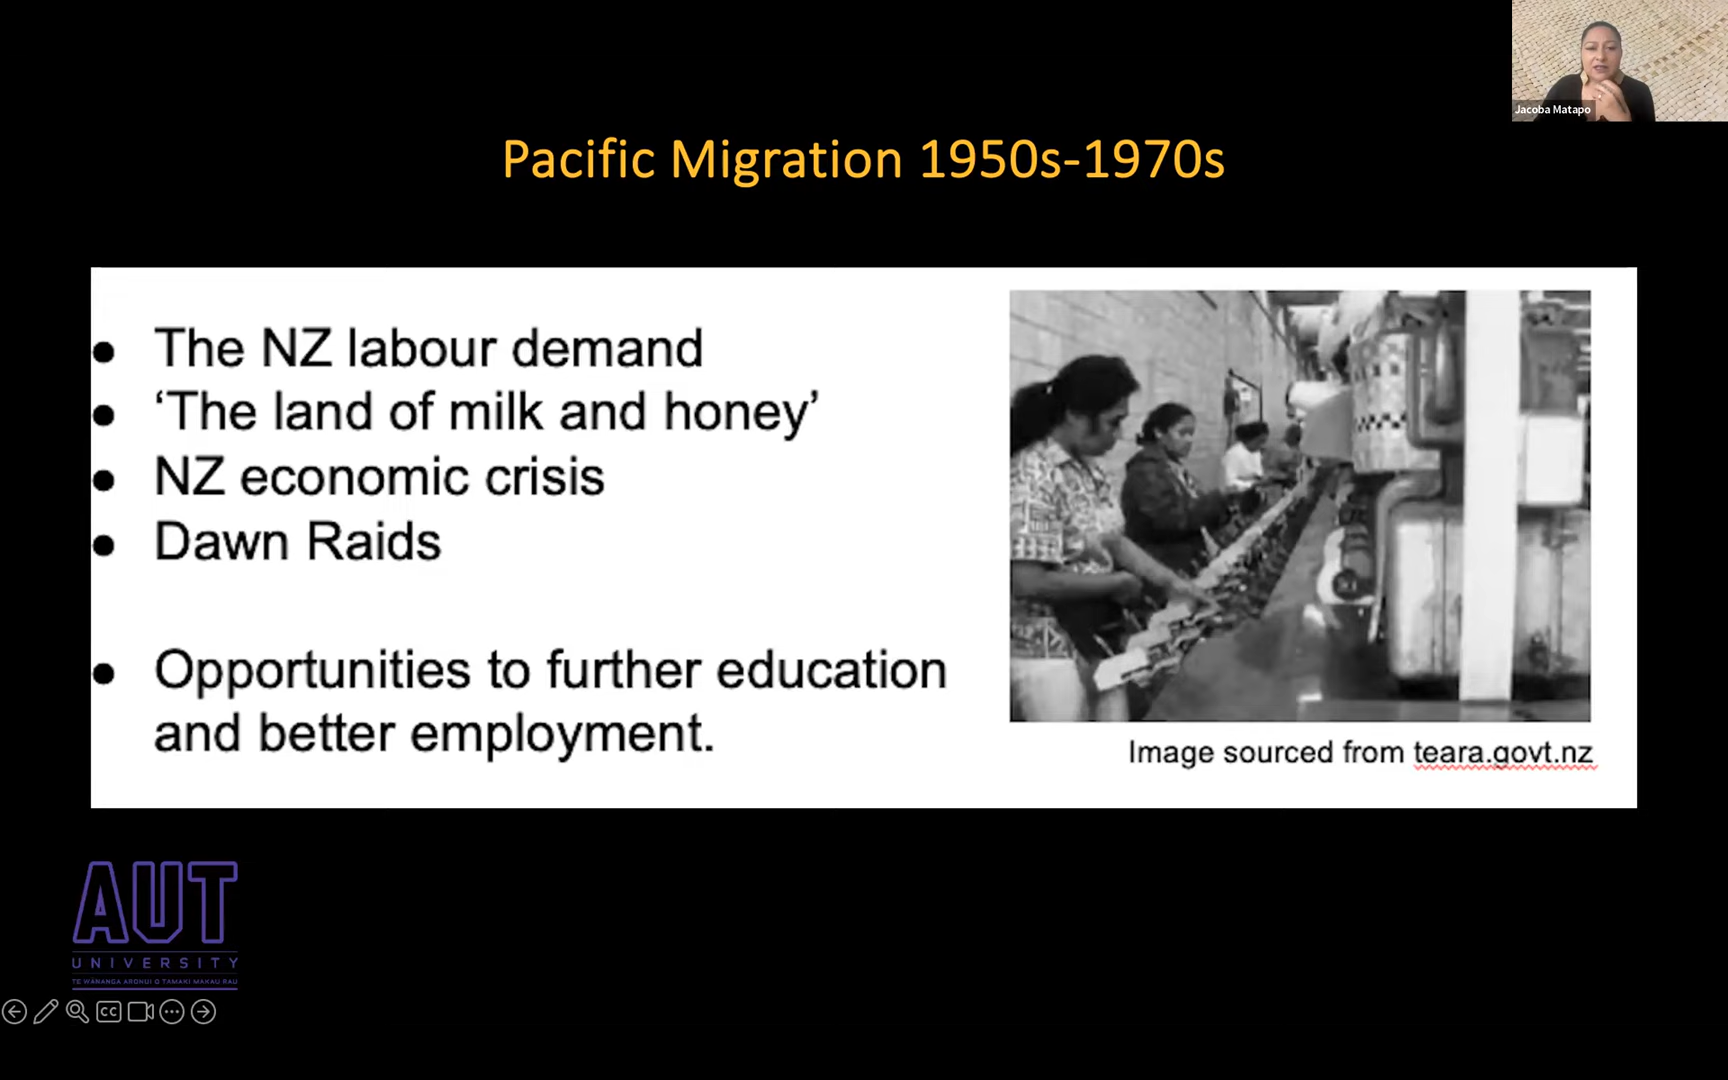 Jacoba Matapo
Pacific Migration 1950s-1970s
● The NZ labour demand
● ‘The land of milk and honey’
● NZ economic crisis
● Dawn Raids
● Opportunities to further education
and better employment.
Image sourced from teara.govt.nz
AUT
UNIVERSITY
TE WĀNANGA ARONUI O TAMAKI MAKAU RAU
CC